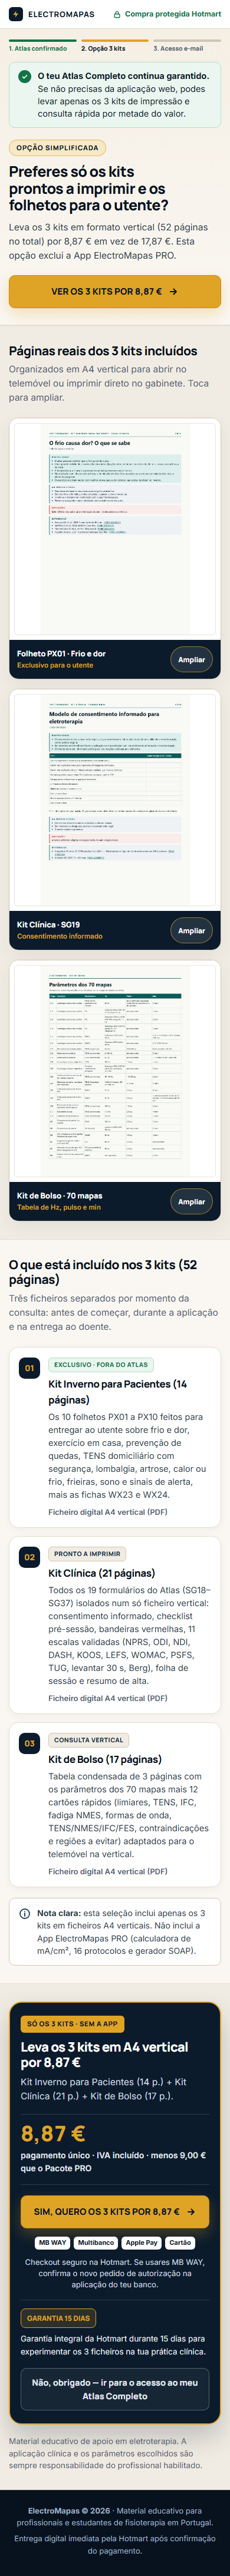 ELECTROMAPAS
Compra protegida Hotmart
1. Atlas confirmado
2. Opção 3 kits
3. Acesso e-mail
O teu Atlas Completo continua garantido.
Se não precisas da aplicação web, podes
levar apenas os 3 kits de impressão e
consulta rápida por metade do valor.
OPÇÃO SIMPLIFICADA
Preferes só os kits
prontos a imprimir e os
folhetos para o utente?
Leva os 3 kits em formato vertical (52 páginas
no total) por 8,87 € em vez de 17,87 €. Esta
opção exclui a App ElectroMapas PRO.
VER OS 3 KITS POR 8,87 € →
Páginas reais dos 3 kits incluídos
Organizados em A4 vertical para abrir no
telemóvel ou imprimir direto no gabinete. Toca
para ampliar.
O frio causa dor? O que se sabe
Folheto PX01 · Frio e dor
Exclusivo para o utente
Ampliar
Modelo de consentimento informado para
eletroterapia
Kit Clínica · SG19
Consentimento informado
Ampliar
Parâmetros dos 70 mapas
Kit de Bolso · 70 mapas
Tabela de Hz, pulso e min
Ampliar
O que está incluído nos 3 kits (52
páginas)
Três ficheiros separados por momento da
consulta: antes de começar, durante a aplicação
e na entrega ao doente.
01
EXCLUSIVO · FORA DO ATLAS
Kit Inverno para Pacientes (14
páginas)
Os 10 folhetos PX01 a PX10 feitos para
entregar ao utente sobre frio e dor,
exercício em casa, prevenção de
quedas, TENS domiciliário com
segurança, lombalgia, artrose, calor ou
frio, frieiras, sono e sinais de alerta,
mais as fichas WX23 e WX24.
Ficheiro digital A4 vertical (PDF)
02
PRONTO A IMPRIMIR
Kit Clínica (21 páginas)
Todos os 19 formulários do Atlas (SG18–
SG37) isolados num só ficheiro vertical:
consentimento informado, checklist
pré-sessão, bandeiras vermelhas, 11
escalas validadas (NPRS, ODI, NDI,
DASH, KOOS, LEFS, WOMAC, PSFS,
TUG, levantar 30 s, Berg), folha de
sessão e resumo de alta.
Ficheiro digital A4 vertical (PDF)
03
CONSULTA VERTICAL
Kit de Bolso (17 páginas)
Tabela condensada de 3 páginas com
os parâmetros dos 70 mapas mais 12
cartões rápidos (limiares, TENS, IFC,
fadiga NMES, formas de onda,
TENS/NMES/IFC/FES, contraindicações
e regiões a evitar) adaptados para o
telemóvel na vertical.
Ficheiro digital A4 vertical (PDF)
Nota clara: esta seleção inclui apenas os 3
kits em ficheiros A4 verticais. Não inclui a
App ElectroMapas PRO (calculadora de
mA/cm², 16 protocolos e gerador SOAP).
SÓ OS 3 KITS · SEM A APP
Leva os 3 kits em A4 vertical
por 8,87 €
Kit Inverno para Pacientes (14 p.) + Kit
Clínica (21 p.) + Kit de Bolso (17 p.).
8,87 €
pagamento único · IVA incluído · menos 9,00 €
que o Pacote PRO
SIM, QUERO OS 3 KITS POR 8,87 € →
MB WAY
Multibanco
Apple Pay
Cartão
Checkout seguro na Hotmart. Se usares MB WAY,
confirma o novo pedido de autorização na
aplicação do teu banco.
GARANTIA 15 DIAS
Garantia integral da Hotmart durante 15 dias para
experimentar os 3 ficheiros na tua prática clínica.
Não, obrigado — ir para o acesso ao meu
Atlas Completo
Material educativo de apoio em eletroterapia. A
aplicação clínica e os parâmetros escolhidos são
sempre responsabilidade do profissional habilitado.
ElectroMapas © 2026 · Material educativo para
profissionais e estudantes de fisioterapia em Portugal.
Entrega digital imediata pela Hotmart após confirmação
do pagamento.